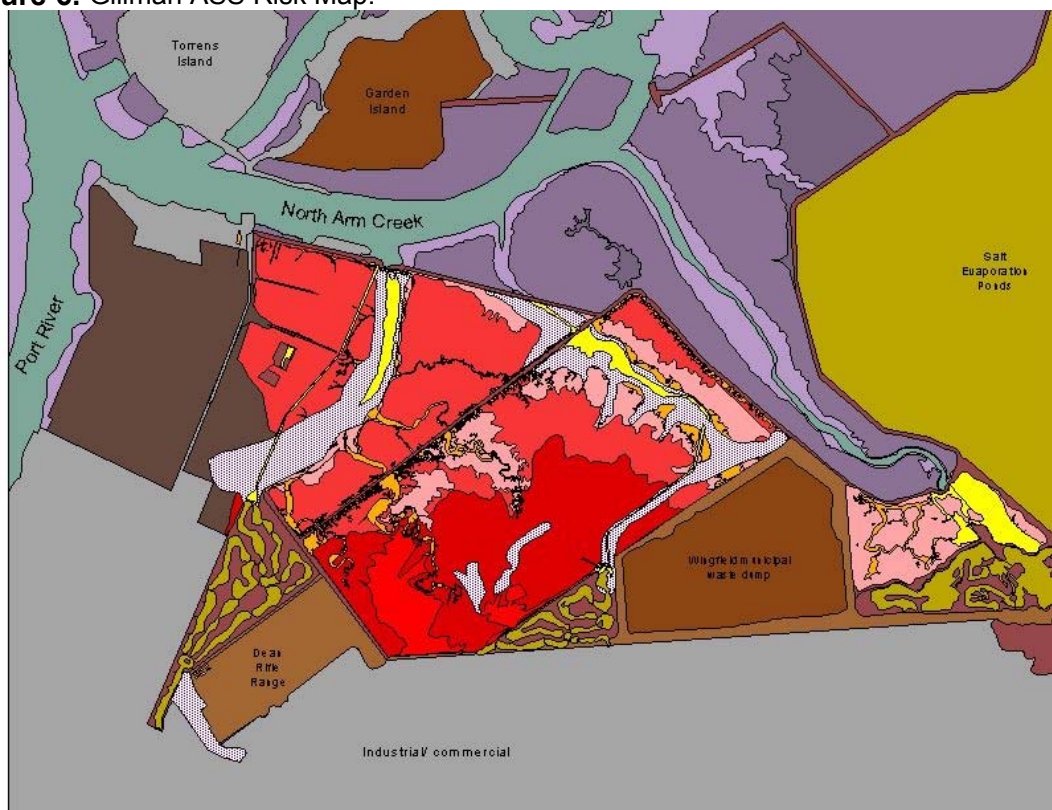 Gillman ASS Risk Map.
Torrens
Island
Garden
Island
North Arm Creek
Port River
Salt
Evaporation
Ponds
Wingfield municipal
waste dump
Dean
Rifle
Range
Industrial/ commercial